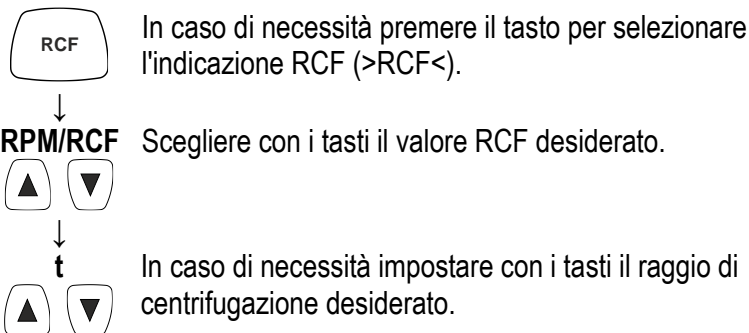 RCF
In caso di necessità premere il tasto per selezionare
l'indicazione RCF (>RCF<).
↓
RPM/RCF Scegliere con i tasti il valore RCF desiderato.
▲ ▼
↓
t In caso di necessità impostare con i tasti il raggio di
▲ ▼ centrifugazione desiderato.